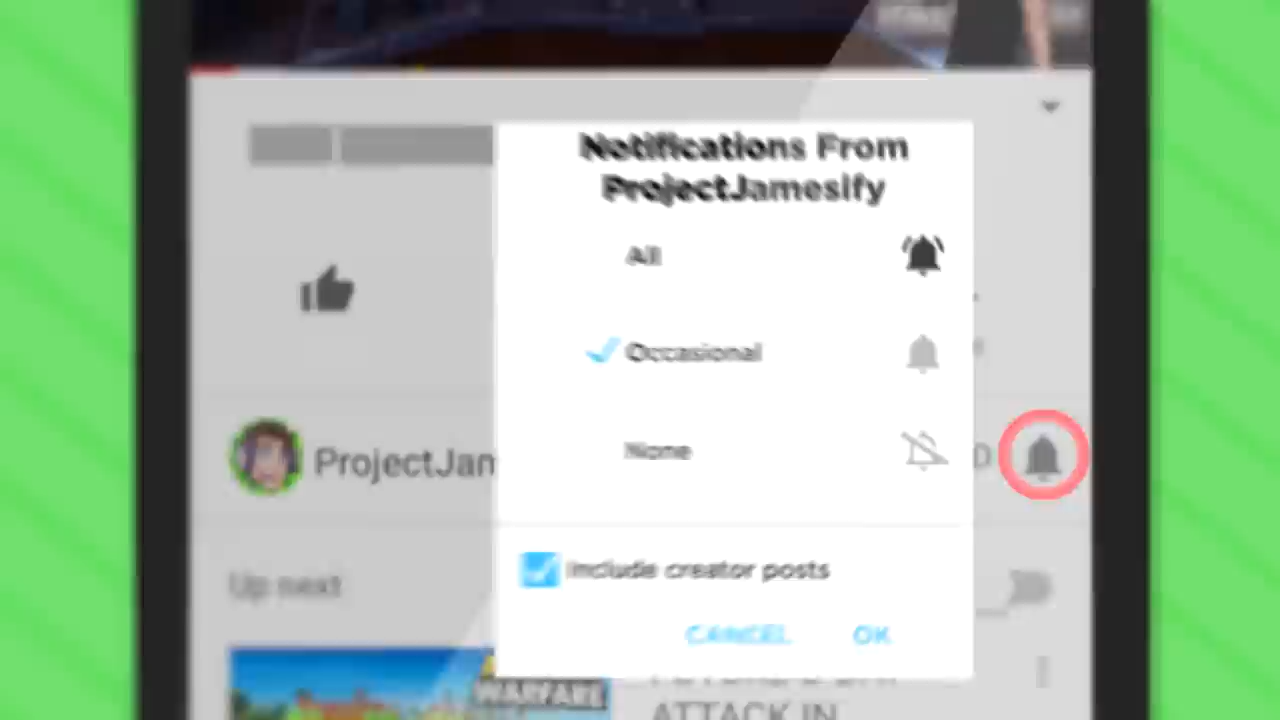 Notifications From
ProjectJamesify
All
Occasional
None
ProjectJam
Up next
Include creator posts
CANCEL OK
WARFARE
ATTACK IN